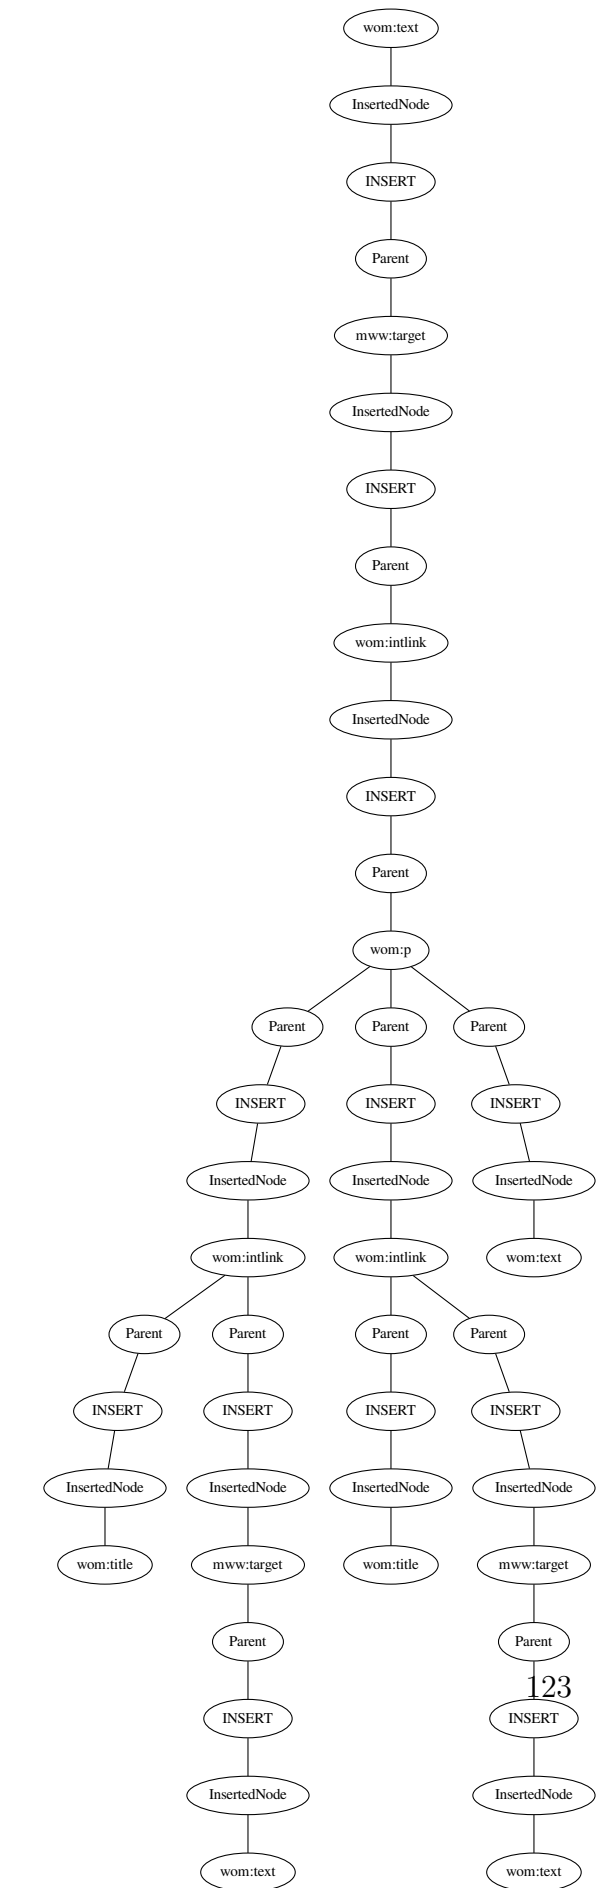 wom:text
InsertedNode
INSERT
Parent
mww:target
InsertedNode
INSERT
Parent
wom:intlink
InsertedNode
INSERT
Parent
wom:p
Parent Parent Parent
INSERT INSERT INSERT
InsertedNode InsertedNode InsertedNode
wom:intlink wom:intlink wom:text
Parent Parent Parent Parent
INSERT INSERT INSERT INSERT
InsertedNode InsertedNode InsertedNode InsertedNode
wom:title mww:target wom:title mww:target
Parent Parent
123
INSERT INSERT
InsertedNode InsertedNode
wom:text wom:text